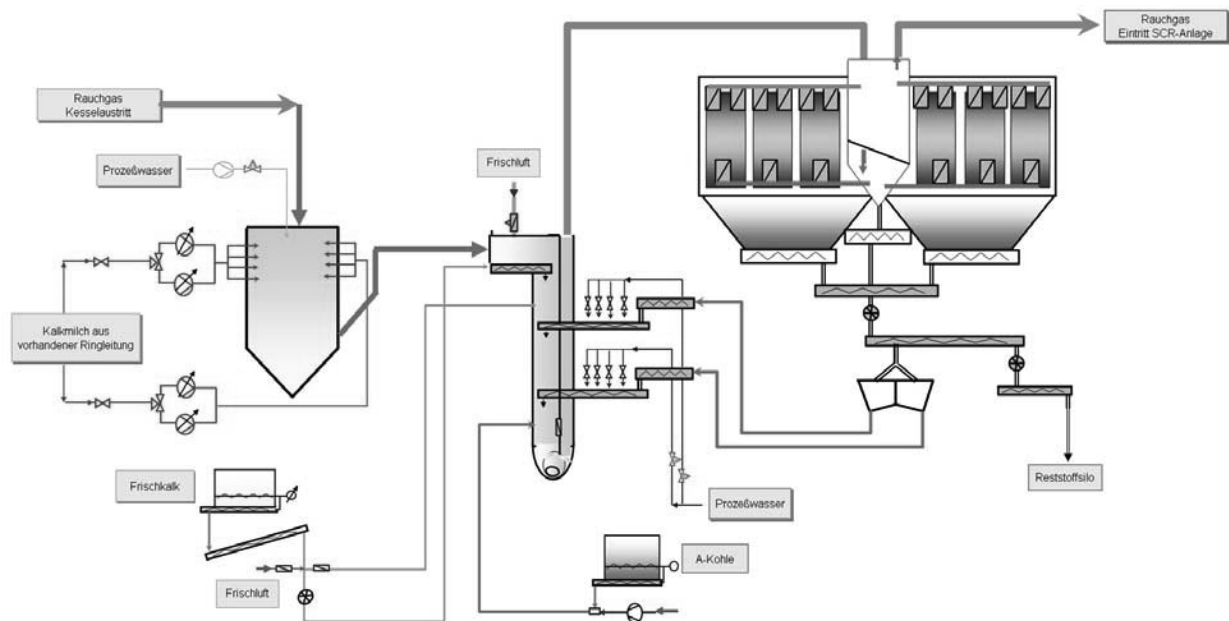 Rauchgas
Eintritt SCR-Anlage
Rauchgas
Kesselaustritt
Prozeßwasser
Frischluft
Kalkmilch aus
vorhandener Ringleitung
Frischkalk
Reststoffsilo
Prozeßwasser
A-Kohle
Frischluft